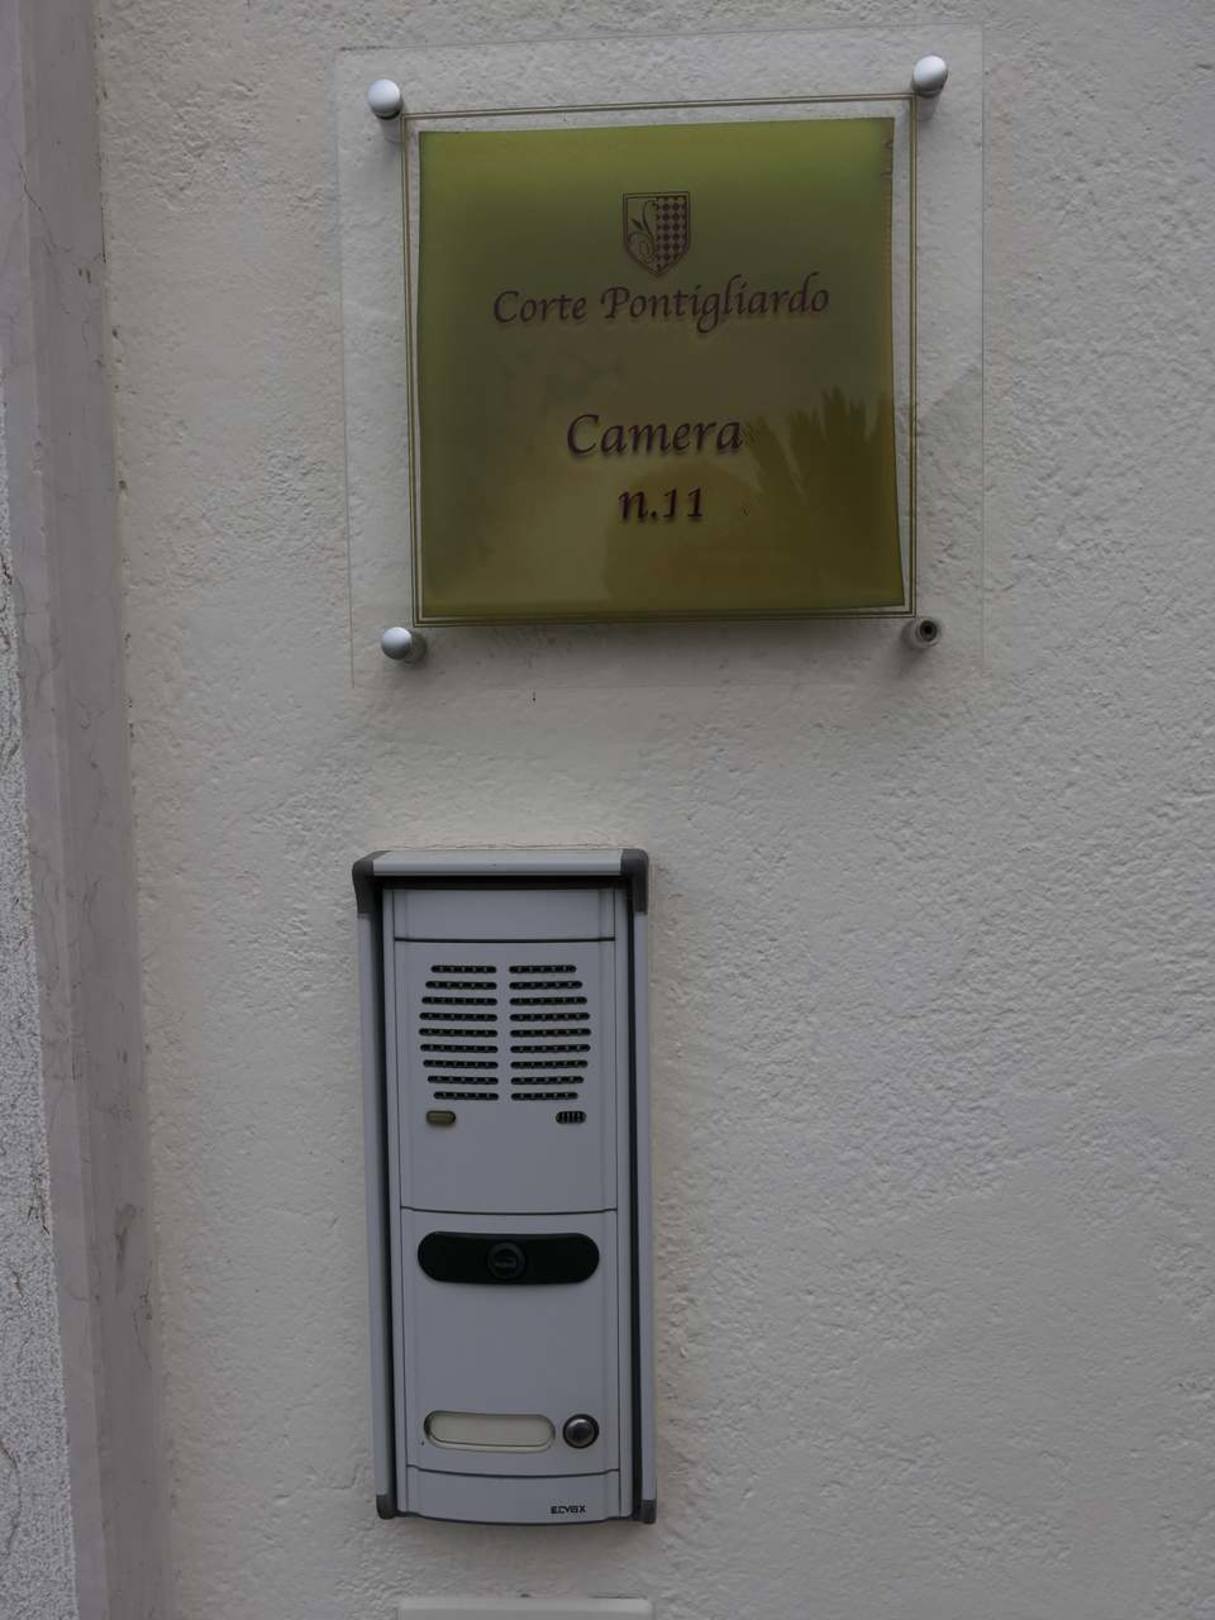 Corte Pontigliardo
Camera
n.11